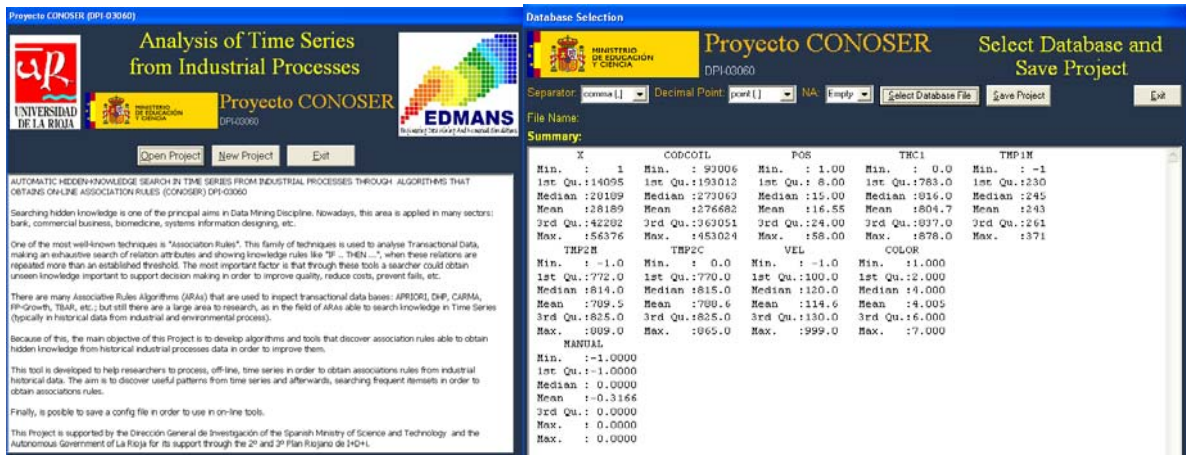 Proyecto CONOSER (DPI-03060)
UNIVERSIDAD
DE LA RIOJA
Analysis of Time Series
from Industrial Processes
MINISTERIO
DE EDUCACIÓN
Y CIENCIA
Proyecto CONOSER
DPI-03060
EDMANS
Open Project
New Project
Exit
AUTOMATIC HIDDEN-KNOWLEDGE SEARCH IN TIME SERIES FROM INDUSTRIAL PROCESSES THROUGH ALGORITHMS THAT
OBTAINS ON-LINE ASSOCIATION RULES (CONOSER) DPI-03060
Searching hidden knowledge is one of the principal aims in Data Mining Discipline. Nowadays, this area is applied in many sectors:
bank, commercial business, biomedicine, systems information designing, etc.
One of the most well-known techniques is "Association Rules". This family of techniques is used to analyse Transactional Data,
making an exhaustive search of relation attributes and showing knowledge rules like "IF .. THEN ...", when these relations are
repeated more than an established threshold. The most important factor is that through these tools a searcher could obtain
unseen knowledge important to support decision making in order to improve quality, reduce costs, prevent fails, etc.
There are many Associative Rules Algorithms (ARAs) that are used to inspect transactional data bases: APRIORI, DHP, CARMA,
FP-Growth, TBAR, etc.; but still there are a large area to research, as in the field of ARAs able to search knowledge in Time Series
(typically in historical data from industrial and environmental process).
Because of this, the main objective of this Project is to develop algorithms and tools that discover association rules able to obtain
hidden knowledge from historical industrial processes data in order to improve them.
This tool is developed to help researchers to process, off-line, time series in order to obtain associations rules from industrial
historical data. The aim is to discover useful patterns from time series and afterwards, searching frequent itemsets in order to
obtain associations rules.
Finally, is posible to save a config file in order to use in on-line tools.
This Project is supported by the Dirección General de Investigación of the Spanish Ministry of Science and Technology and the
Autonomous Government of La Rioja for its support through the 2º and 3º Plan Riojano de I+D+i.
Database Selection
MINISTERIO
DE EDUCACIÓN
Y CIENCIA
Proyecto CONOSER
DPI-03060
Select Database and
Save Project
Separator: comma [,] Decimal Point: point [.] NA: Empty Select Database File Save Project Exit
File Name:
Summary:
X CODCOIL POS THC1 TMP1M
Min. : 1 Min. : 93006 Min. : 1.00 Min. : 0.0 Min. : -1
1st Qu.:14095 1st Qu.:193012 1st Qu.: 8.00 1st Qu.:783.0 1st Qu.:230
Median :28189 Median :273063 Median :15.00 Median :816.0 Median :245
Mean :28189 Mean :276682 Mean :16.55 Mean :804.7 Mean :243
3rd Qu.:42282 3rd Qu.:363051 3rd Qu.:24.00 3rd Qu.:837.0 3rd Qu.:261
Max. :56376 Max. :453024 Max. :58.00 Max. :878.0 Max. :371
TMP2M TMP2C VEL COLOR
Min. : -1.0 Min. : 0.0 Min. : -1.0 Min. :1.000
1st Qu.:772.0 1st Qu.:770.0 1st Qu.:100.0 1st Qu.:2.000
Median :814.0 Median :815.0 Median :120.0 Median :4.000
Mean :789.5 Mean :788.6 Mean :114.6 Mean :4.005
3rd Qu.:825.0 3rd Qu.:825.0 3rd Qu.:130.0 3rd Qu.:6.000
Max. :889.0 Max. :865.0 Max. :999.0 Max. :7.000
MANUAL
Min. :-1.0000
1st Qu.:-1.0000
Median : 0.0000
Mean :-0.3166
3rd Qu.: 0.0000
Max. : 0.0000
Max. : 0.0000